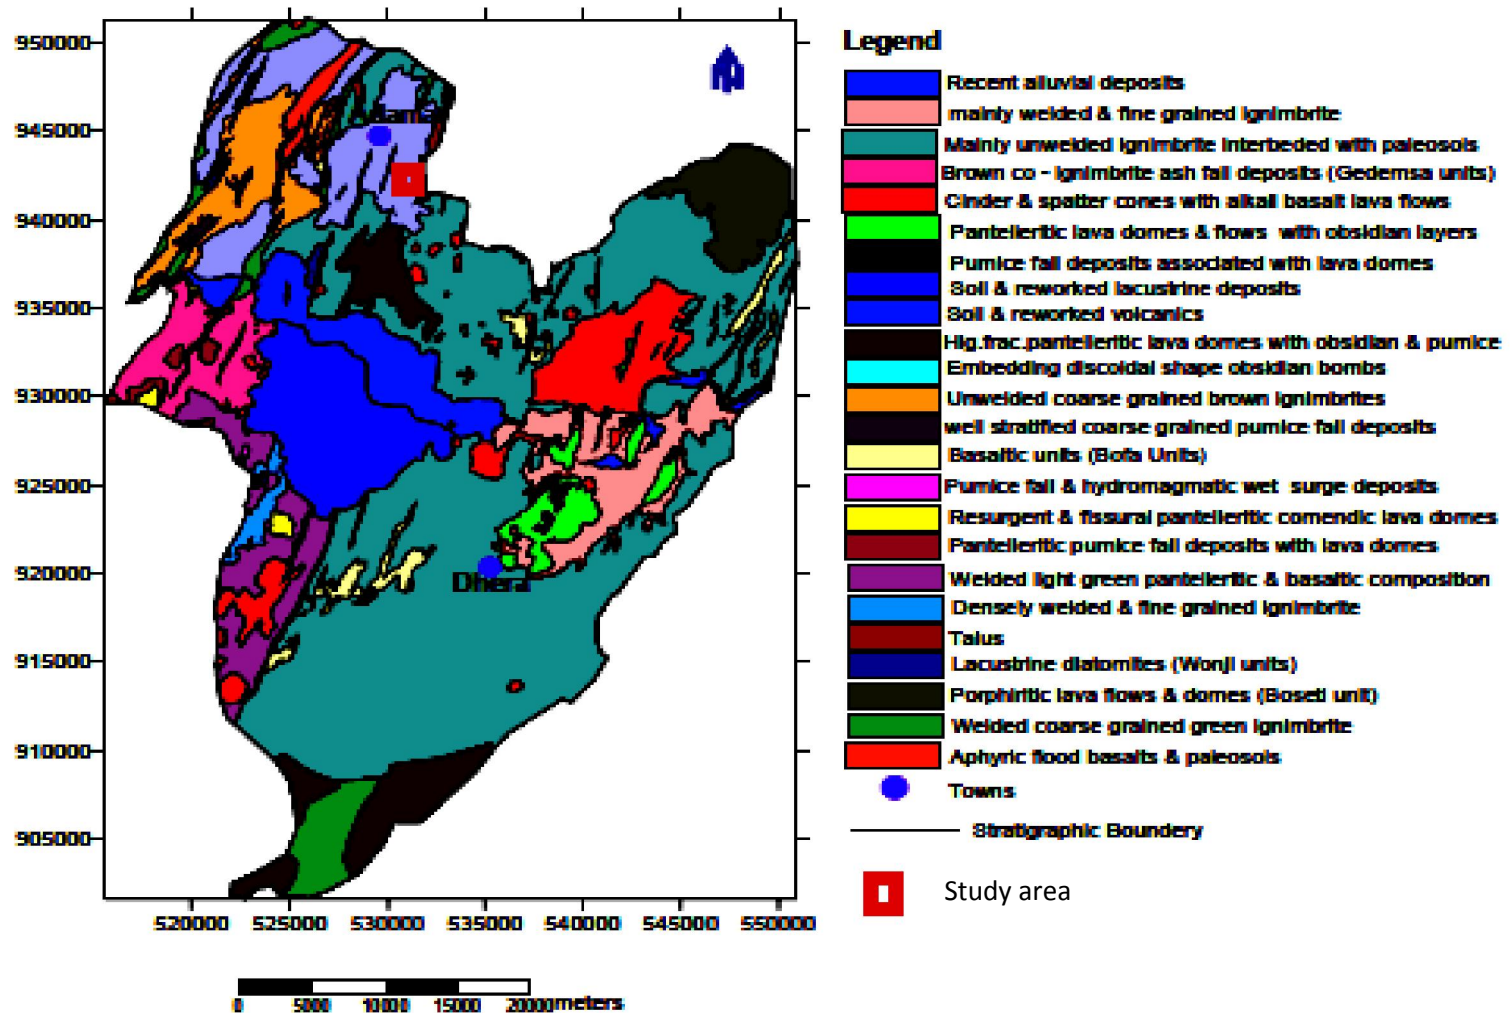 950000
945000
940000
935000
930000
925000
920000
915000
910000
905000
520000 525000 530000 535000 540000 545000 550000
Dhera
0 5000 10000 15000 20000 meters
Legend
Recent alluvial deposits
mainly welded & fine grained ignimbrite
Mainly unwelded ignimbrite interbeded with paleosols
Brown co - ignimbrite ash fall deposits (Gedemsa units)
Cinder & spatter cones with alkali basalt lava flows
Pantelleritic lava domes & flows with obsidian layers
Pumice fall deposits associated with lava domes
Soil & reworked lacustrine deposits
Soil & reworked volcanics
Hig.frac.pantelleritic lava domes with obsidian & pumice
Embedding discoidal shape obsidian bombs
Unwelded coarse grained brown ignimbrites
well stratified coarse grained pumice fall deposits
Basaltic units (Bofa Units)
Pumice fall & hydromagmatic wet surge deposits
Resurgent & fissural pantelleritic comendic lava domes
Pantelleritic pumice fall deposits with lava domes
Welded light green pantelleritic & basaltic composition
Densely welded & fine grained ignimbrite
Talus
Lacustrine diatomites (Wonji units)
Porphiritic lava flows & domes (Boseti unit)
Welded coarse grained green ignimbrite
Aphyric flood basalts & paleosols
Towns
Stratigraphic Boundery
Study area